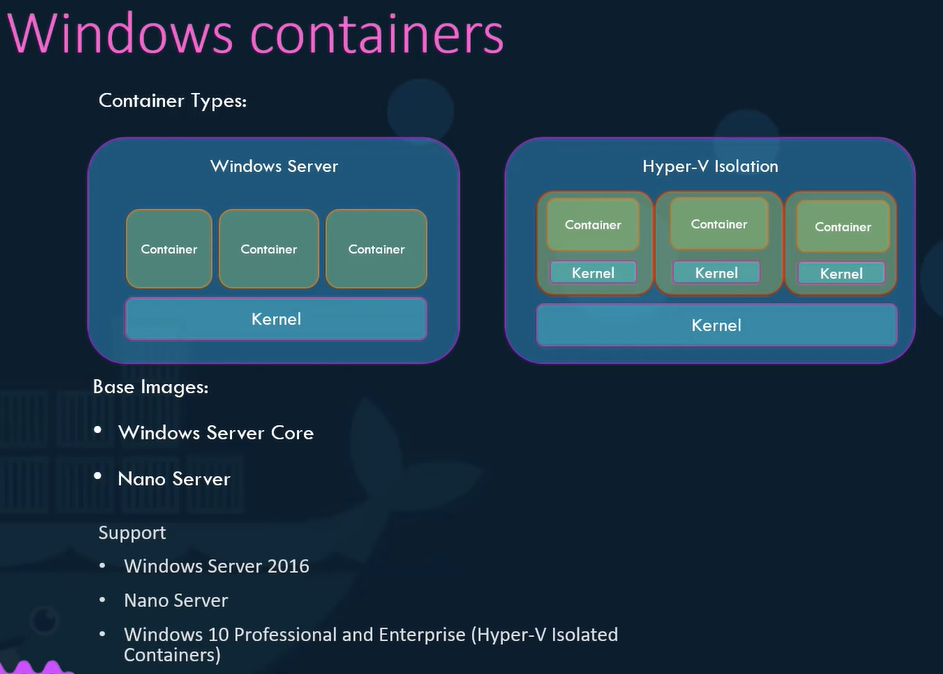 Windows containers
Container Types:
Windows Server
Container
Container
Container
Kernel
Hyper-V Isolation
Container
Container
Container
Kernel
Kernel
Kernel
Kernel
Base Images:
• Windows Server Core
• Nano Server
Support
• Windows Server 2016
• Nano Server
• Windows 10 Professional and Enterprise (Hyper-V Isolated
Containers)